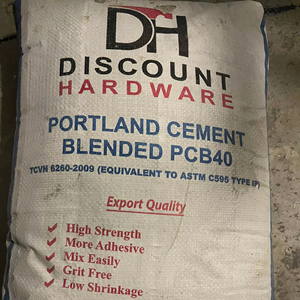 DH
DISCOUNT
HARDWARE
PORTLAND CEMENT
BLENDED PCB40
TCVN 6260-2009 (EQUIVALENT TO ASTM C595 TYPE IP)
Export Quality
High Strength
More Adhesive
Mix Easily
Grit Free
Low Shrinkage